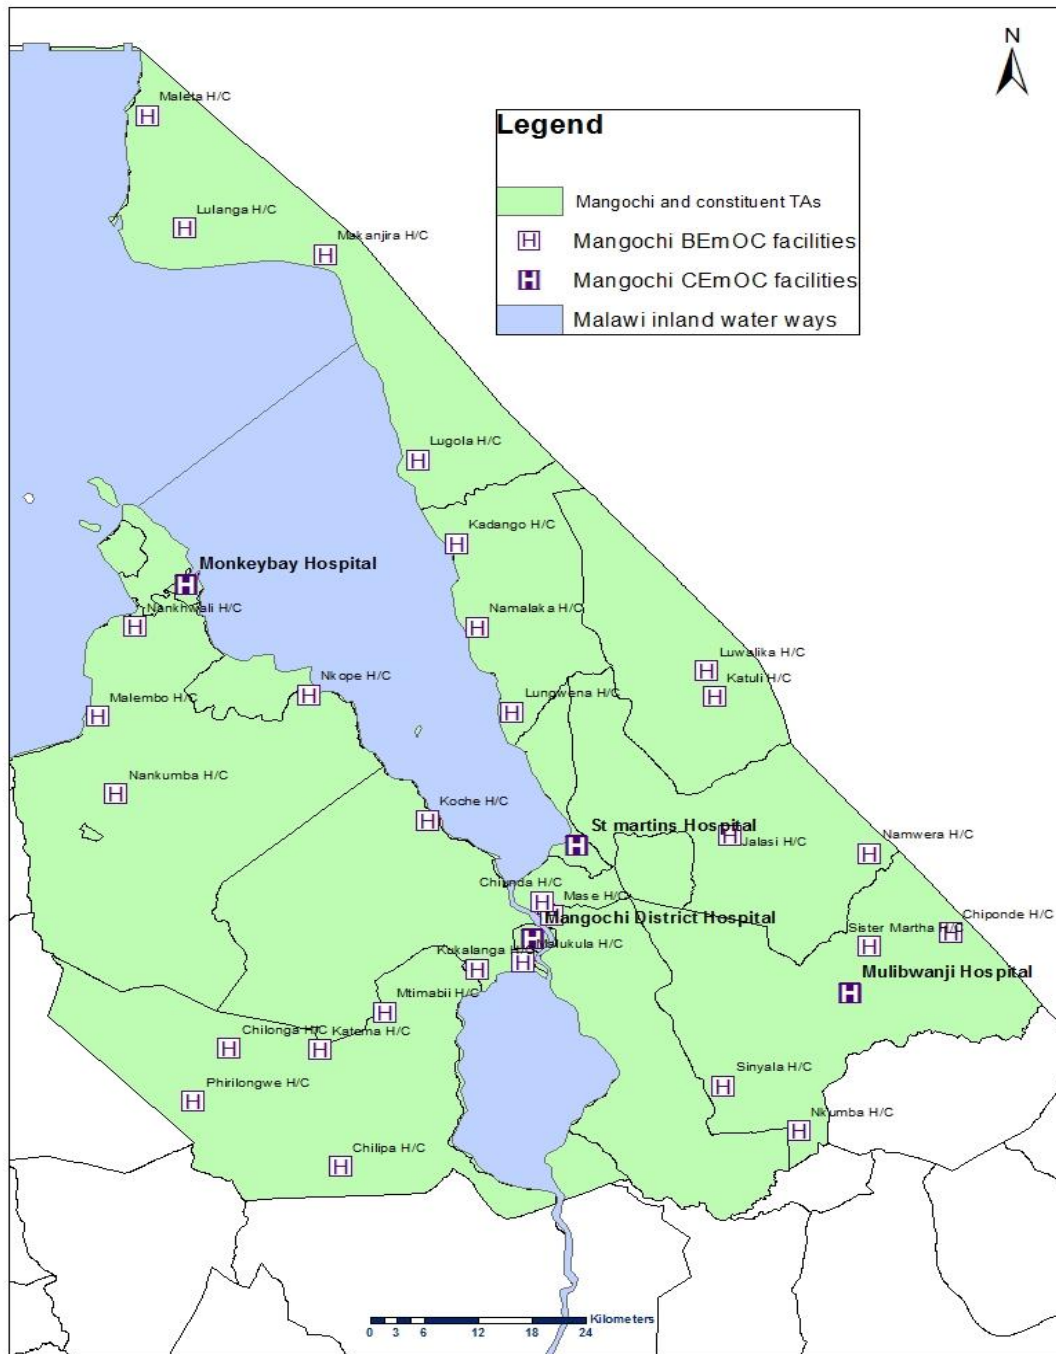 N
Maleta H/C
Legend
Mangochi and constituent TAs
Lulanga H/C
Makanjira H/C
Mangochi BEmOC facilities
Mangochi CEmOC facilities
Malawi inland water ways
Lugola H/C
Kadango H/C
Monkeybay Hospital
Nankhwali H/C
Namalaka H/C
Luwalika H/C
Nkope H/C
Katuli H/C
Malembo H/C
Lungwena H/C
Nankumba H/C
Koche H/C
St martins Hospital
Jalasi H/C
Namwera H/C
Chiunda H/C
Mase H/C
Mangochi District Hospital
Chiponde H/C
Sister Martha H/C
Malukula H/C
Kukalanga H/C
Mulibwanji Hospital
Mtimabii H/C
Chilonga H/C
Katema H/C
Phirilongwe H/C
Sinyala H/C
Nkumba H/C
Chilipa H/C
Kilometers
0 3 6 12 18 24